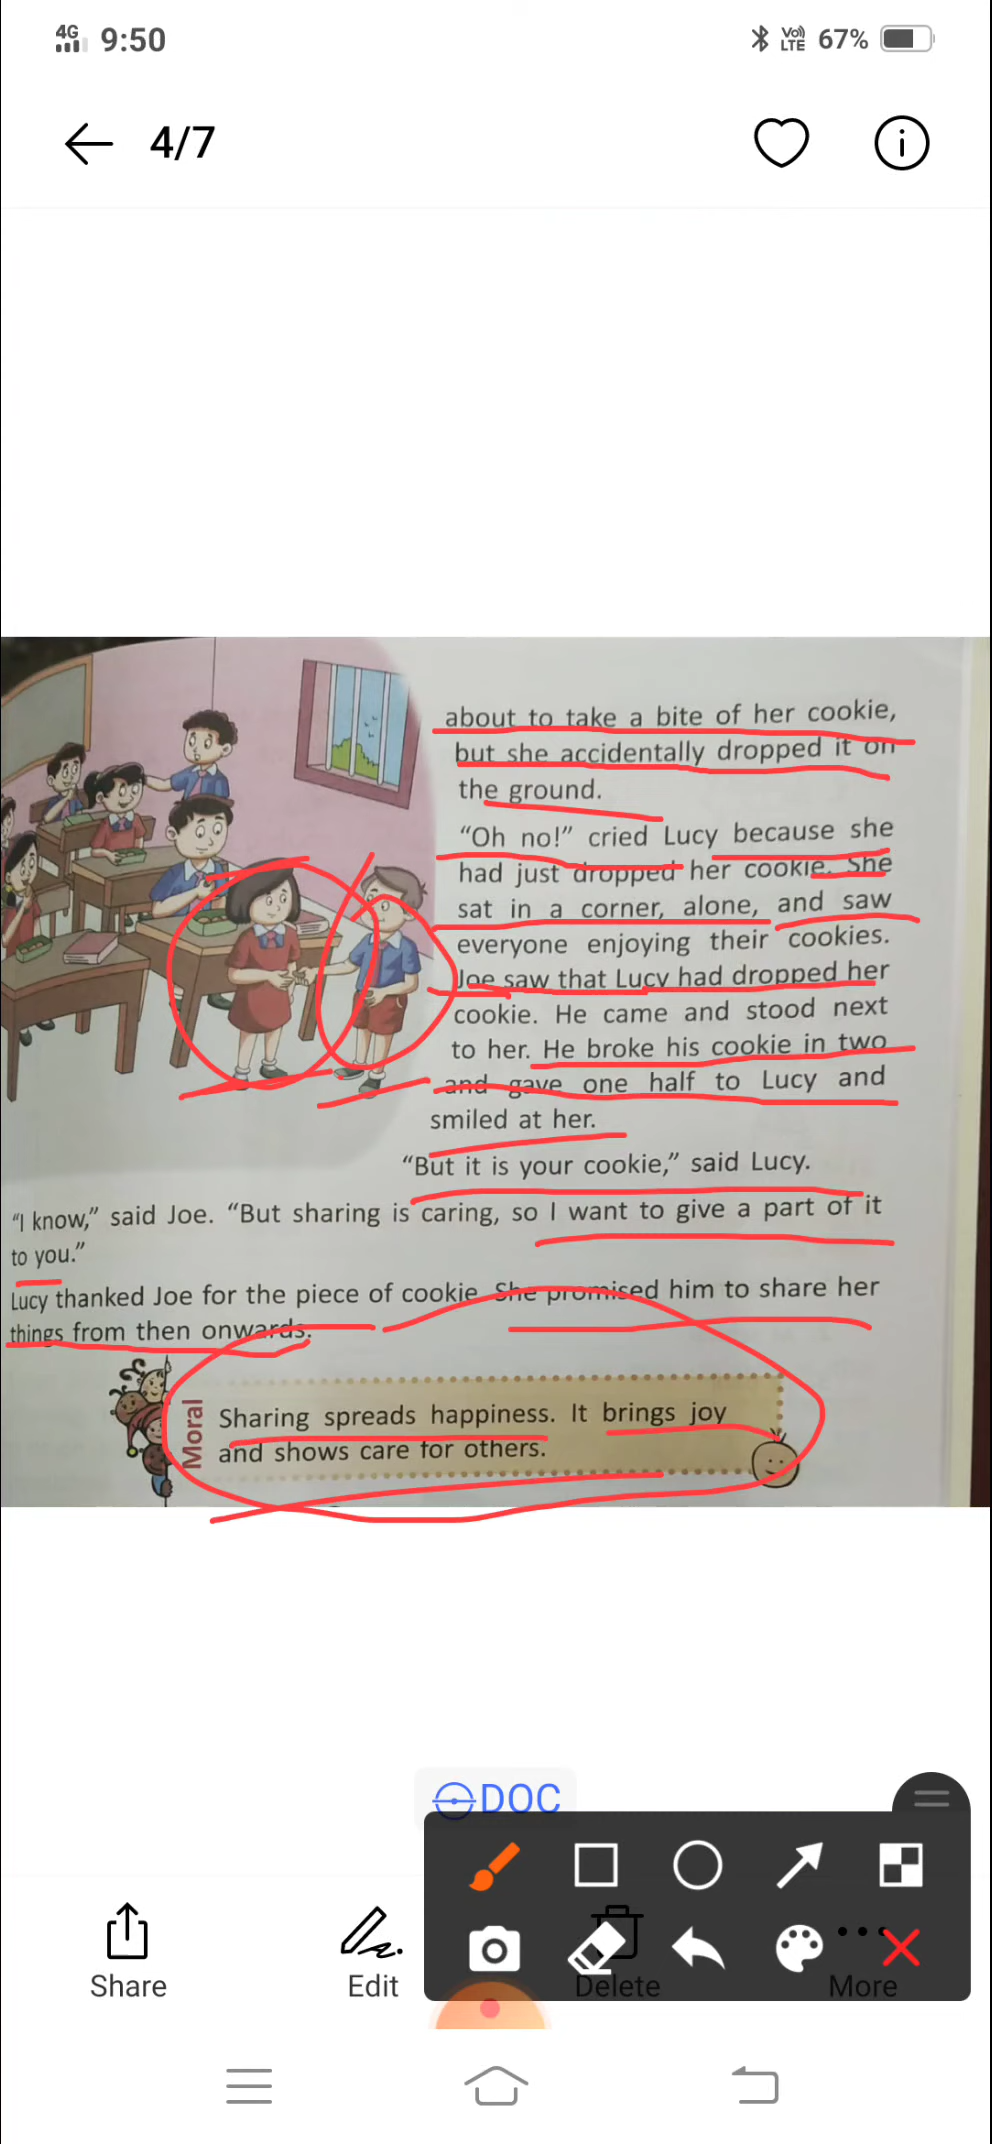 4G 9:50 Vo)) LTE 67%
4/7
about to take a bite of her cookie,
but she accidentally dropped it on
the ground.
“Oh no!” cried Lucy because she
had just dropped her cookie. She
sat in a corner, alone, and saw
everyone enjoying their cookies.
Joe saw that Lucy had dropped her
cookie. He came and stood next
to her. He broke his cookie in two
and gave one half to Lucy and
smiled at her.
“But it is your cookie,” said Lucy.
“I know,” said Joe. “But sharing is caring, so I want to give a part of it
to you.”
Lucy thanked Joe for the piece of cookie. She promised him to share her
things from then onwards.
Moral
Sharing spreads happiness. It brings joy
and shows care for others.
DOC
Share Edit Delete More